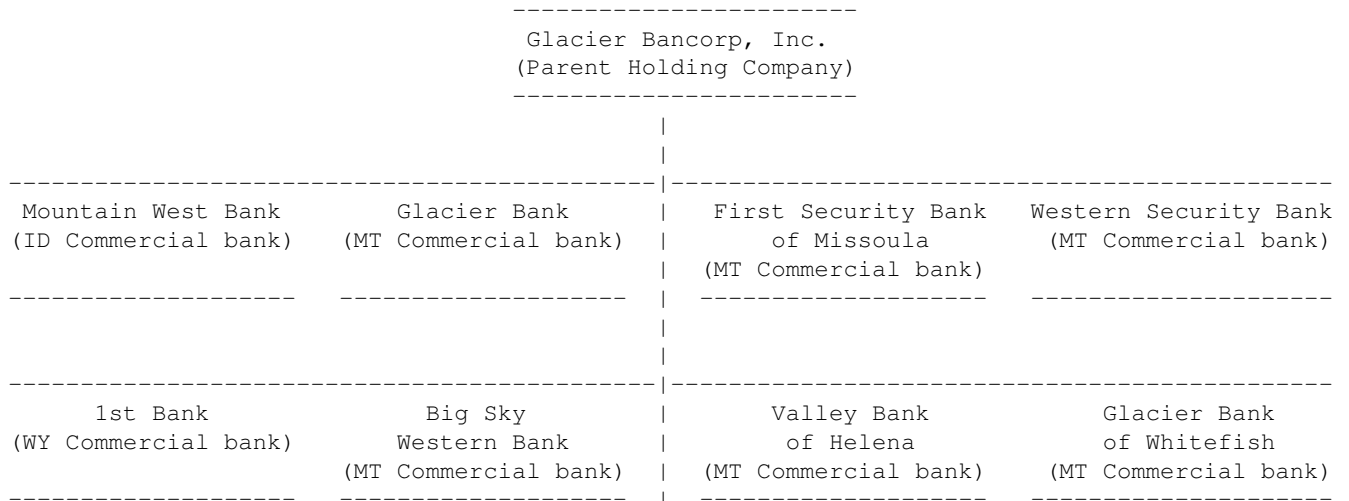 Glacier Bancorp, Inc.
(Parent Holding Company)
Mountain West Bank Glacier Bank First Security Bank Western Security Bank
(ID Commercial bank) (MT Commercial bank) of Missoula (MT Commercial bank)
(MT Commercial bank)
1st Bank Big Sky Valley Bank Glacier Bank
(WY Commercial bank) Western Bank of Helena of Whitefish
(MT Commercial bank) (MT Commercial bank) (MT Commercial bank)